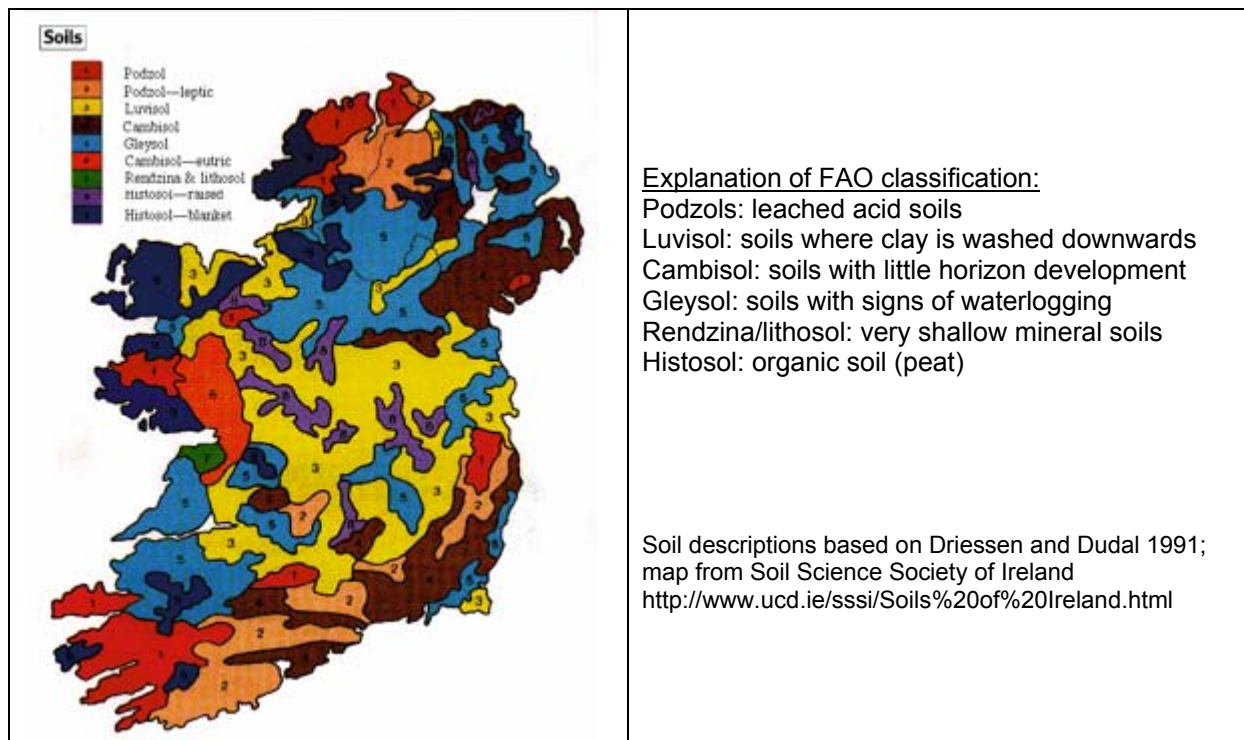 Soils
Podzol
Podzol—leptic
Luvisol
Cambisol
Gleysol
Cambisol—eutric
Rendzina & lithosol
Histosol—raised
Histosol—blanket
Explanation of FAO classification:
Podzols: leached acid soils
Luvisol: soils where clay is washed downwards
Cambisol: soils with little horizon development
Gleysol: soils with signs of waterlogging
Rendzina/lithosol: very shallow mineral soils
Histosol: organic soil (peat)
Soil descriptions based on Driessen and Dudal 1991;
map from Soil Science Society of Ireland
http://www.ucd.ie/sssi/Soils%20of%20Ireland.html